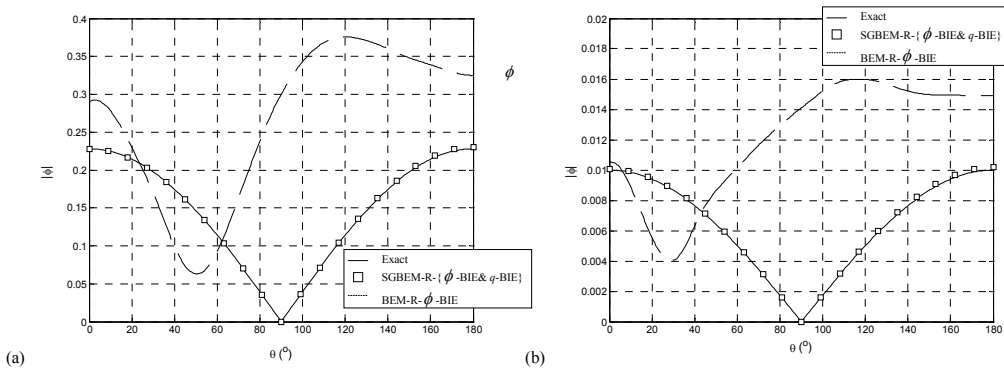 0.4
0.35
0.3
0.25
0.2
0.15
0.1
0.05
0
|ϕ|
0 20 40 60 80 100 120 140 160 180
θ (°)
Exact
SGBEM-R-{ϕ-BIE& q-BIE}
BEM-R-ϕ-BIE
(a)
ϕ
0.02
0.018
0.016
0.014
0.012
0.01
0.008
0.006
0.004
0.002
0
|ϕ|
0 20 40 60 80 100 120 140 160 180
θ (°)
Exact
SGBEM-R-{ϕ-BIE& q-BIE}
BEM-R-ϕ-BIE
(b)